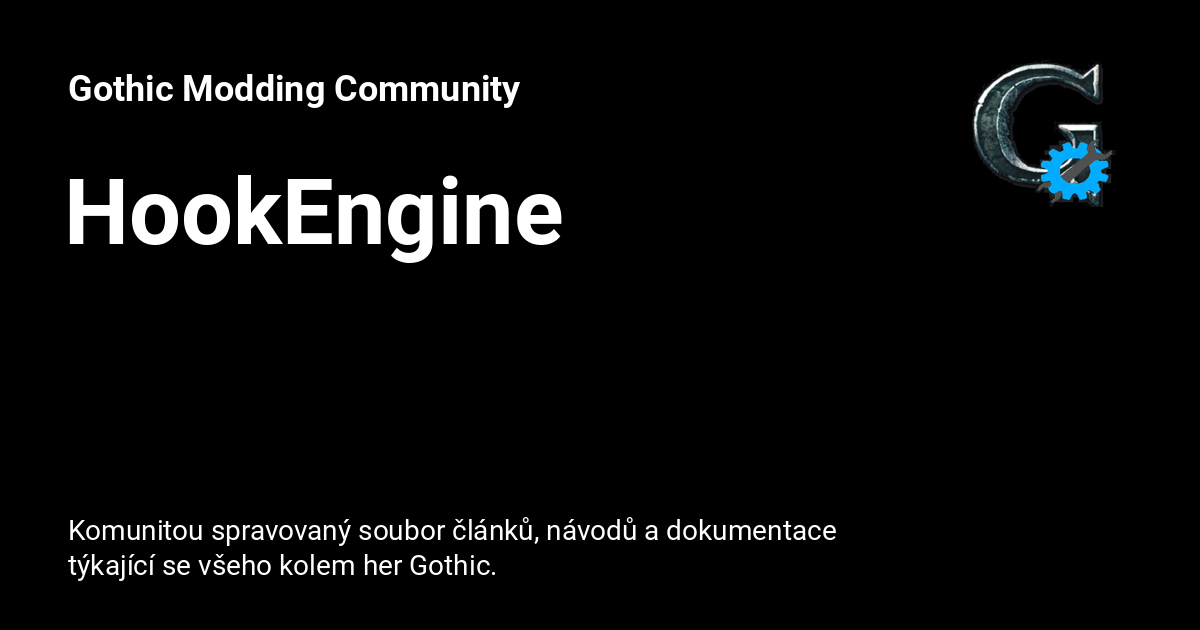 Gothic Modding Community
HookEngine
Komunitou spravovaný soubor článků, návodů a dokumentace
týkající se všeho kolem her Gothic.